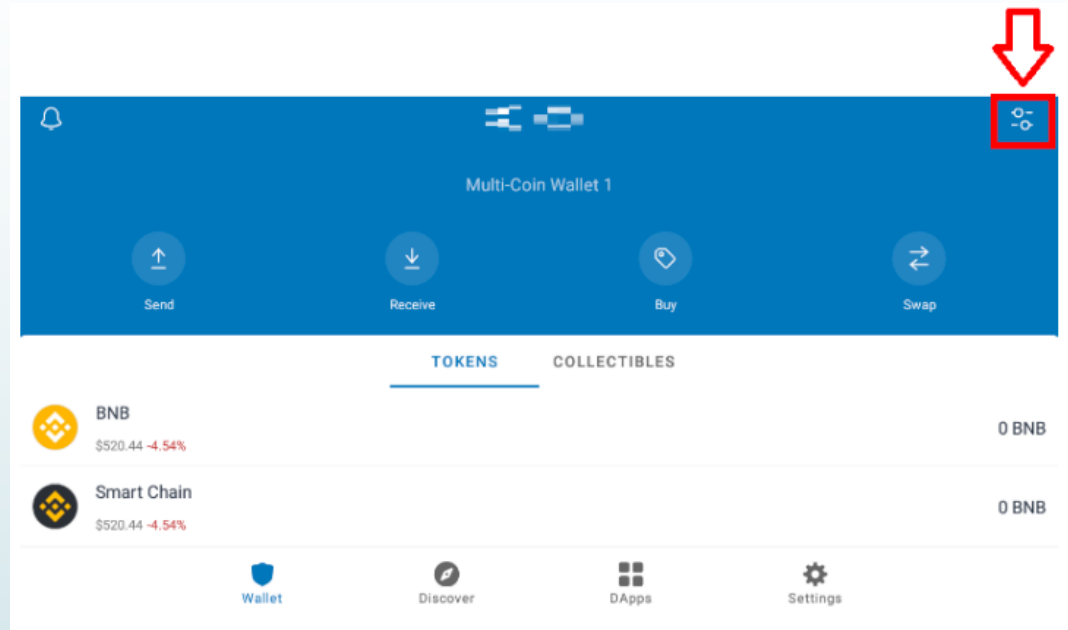 Multi-Coin Wallet 1
Send Receive Buy Swap
TOKENS COLLECTIBLES
BNB
$520.44 -4.54%
0 BNB
Smart Chain
$520.44 -4.54%
0 BNB
Wallet Discover DApps Settings